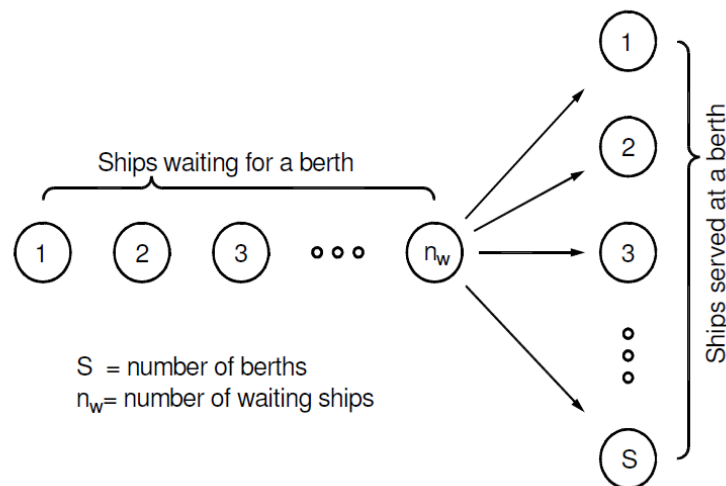 Ships waiting for a berth
1 2 3 n_w
1
2
3
S
Ships served at a berth
S = number of berths
n_w= number of waiting ships